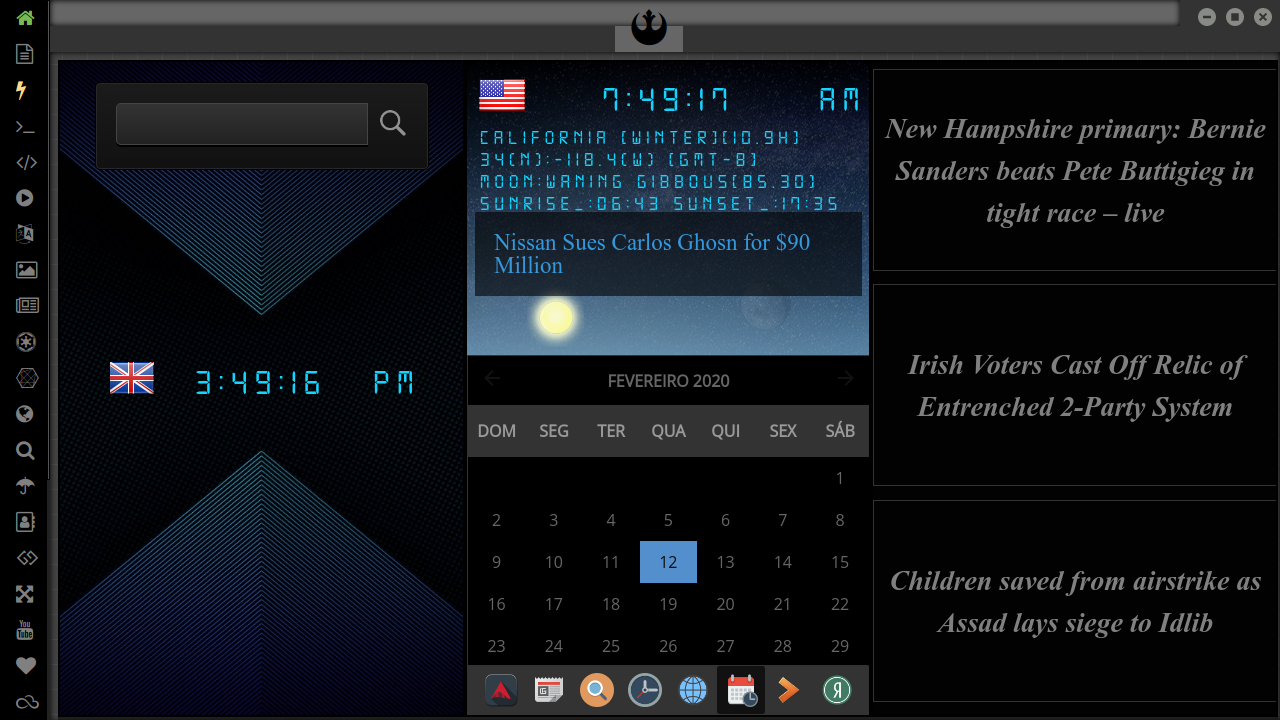 7:49:17 AM
CALIFORNIA (WINTER)(10.9H)
34(N):-118.4(W) (GMT-8)
MOON:WANING GIBBOUS(85.30)
SUNRISE_:06:43 SUNSET_:17:35
Nissan Sues Carlos Ghosn for $90
Million
3:49:16 PM
FEVEREIRO 2020
DOM SEG TER QUA QUI SEX SÁB
1
2 3 4 5 6 7 8
9 10 11 12 13 14 15
16 17 18 19 20 21 22
23 24 25 26 27 28 29
New Hampshire primary: Bernie
Sanders beats Pete Buttigieg in
tight race – live
Irish Voters Cast Off Relic of
Entrenched 2-Party System
Children saved from airstrike as
Assad lays siege to Idlib
You
Tube
Я